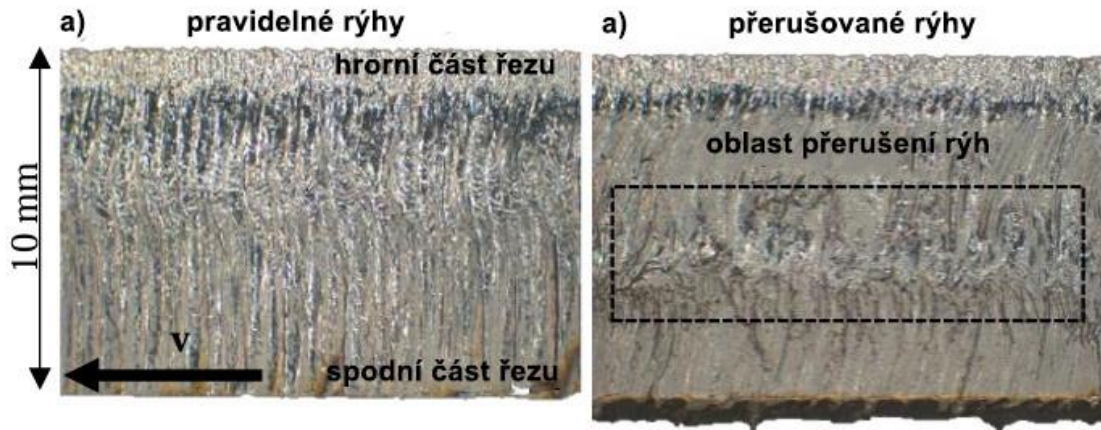 a)
pravidelné rýhy
hrorní část řezu
10 mm
v
spodní část řezu
a)
přerušované rýhy
oblast přerušení rýh